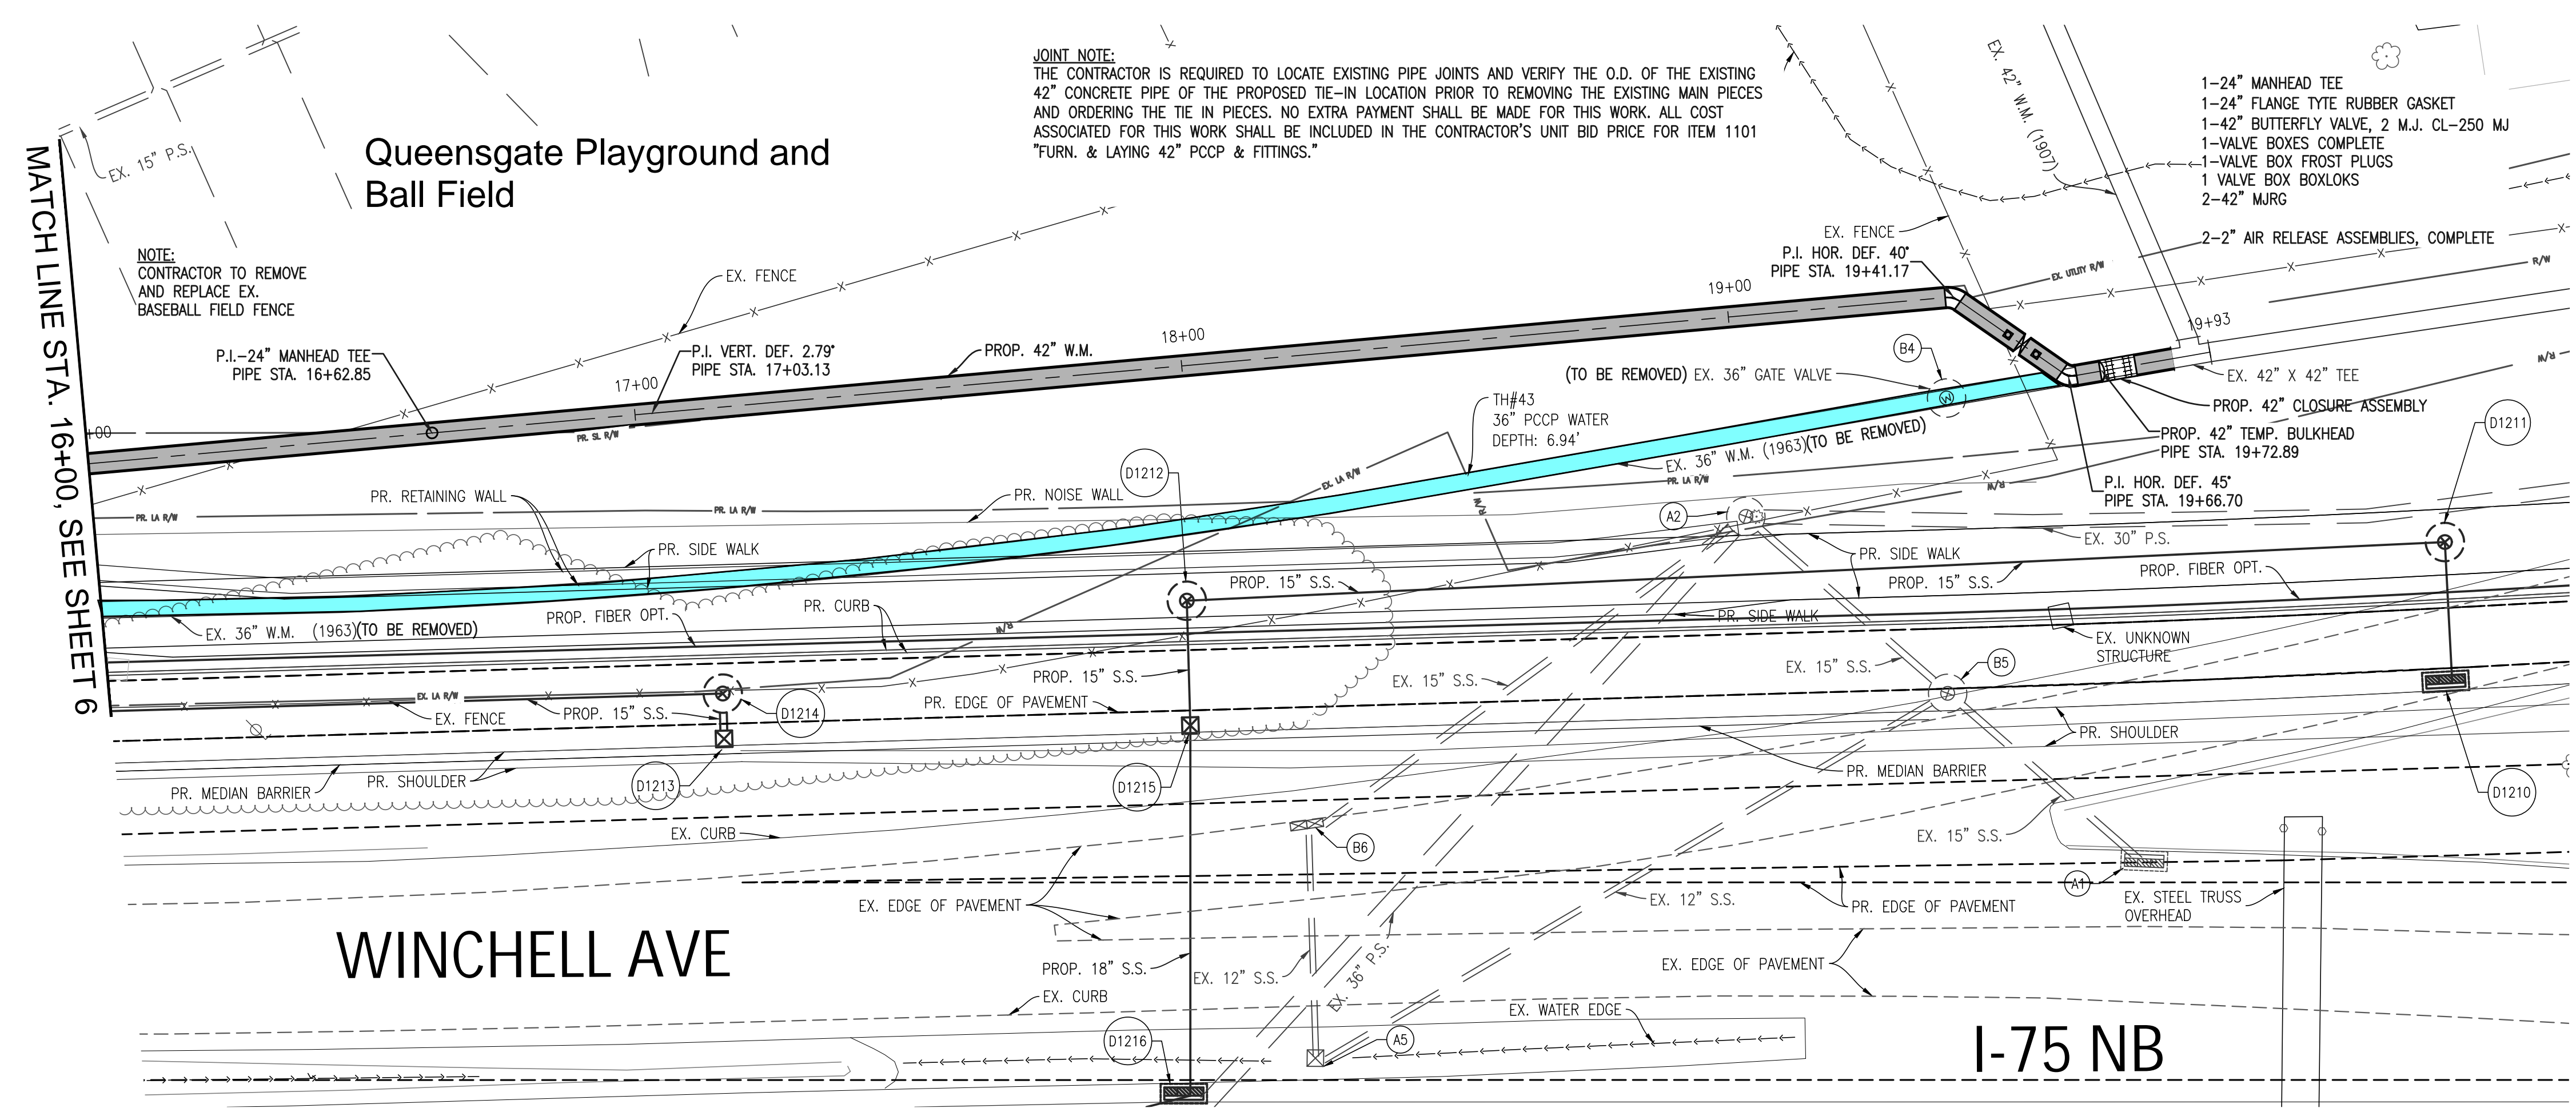 JOINT NOTE:
THE CONTRACTOR IS REQUIRED TO LOCATE EXISTING PIPE JOINTS AND VERIFY THE O.D. OF THE EXISTING
42" CONCRETE PIPE OF THE PROPOSED TIE-IN LOCATION PRIOR TO REMOVING THE EXISTING MAIN PIECES
AND ORDERING THE TIE IN PIECES. NO EXTRA PAYMENT SHALL BE MADE FOR THIS WORK. ALL COST
ASSOCIATED FOR THIS WORK SHALL BE INCLUDED IN THE CONTRACTOR'S UNIT BID PRICE FOR ITEM 1101
"FURN. & LAYING 42" PCCP & FITTINGS."
EX. 42" W.M. (1907)
1-24" MANHEAD TEE
1-24" FLANGE TYTE RUBBER GASKET
1-42" BUTTERFLY VALVE, 2 M.J. CL-250 MJ
1-VALVE BOXES COMPLETE
1-VALVE BOX FROST PLUGS
1 VALVE BOX BOXLOKS
2-42" MJRG
2-2" AIR RELEASE ASSEMBLIES, COMPLETE
EX. 15" P.S.
Queensgate Playground and
Ball Field
MATCH LINE STA. 16+00, SEE SHEET 6
NOTE:
CONTRACTOR TO REMOVE
AND REPLACE EX.
BASEBALL FIELD FENCE
EX. FENCE
EX. FENCE
P.I. HOR. DEF. 40°
PIPE STA. 19+41.17
EX. UTILITY R/W
R/W
P.I.-24" MANHEAD TEE
PIPE STA. 16+62.85
P.I. VERT. DEF. 2.79°
PIPE STA. 17+03.13
PROP. 42" W.M.
+00
17+00
18+00
19+00
19+93
R/W
R/W
B4
(TO BE REMOVED) EX. 36" GATE VALVE
W
EX. 42" X 42" TEE
PROP. 42" CLOSURE ASSEMBLY
PROP. 42" TEMP. BULKHEAD
PIPE STA. 19+72.89
P.I. HOR. DEF. 45°
PIPE STA. 19+66.70
D1211
TH#43
36" PCCP WATER
DEPTH: 6.94'
EX. 36" W.M. (1963)(TO BE REMOVED)
PR. SL R/W
EX. LA R/W
PR. LA R/W
R/W
R/W
D1212
PR. RETAINING WALL
PR. NOISE WALL
PR. LA R/W
PR. LA R/W
A2
EX. 30" P.S.
PR. SIDE WALK
PR. SIDE WALK
PROP. 15" S.S.
PROP. 15" S.S.
PROP. FIBER OPT.
PROP. FIBER OPT.
PR. CURB
PR. SIDE WALK
EX. 36" W.M. (1963)(TO BE REMOVED)
R/W
EX. UNKNOWN
STRUCTURE
EX. 15" S.S.
B5
PROP. 15" S.S.
EX. 15" S.S.
EX. LA R/W
EX. FENCE
PROP. 15" S.S.
D1214
PR. EDGE OF PAVEMENT
PR. SHOULDER
PR. MEDIAN BARRIER
PR. SHOULDER
D1213
D1215
PR. MEDIAN BARRIER
D1210
EX. CURB
B6
EX. 15" S.S.
A1
EX. STEEL TRUSS
OVERHEAD
EX. EDGE OF PAVEMENT
EX. 12" S.S.
PR. EDGE OF PAVEMENT
WINCHELL AVE
PROP. 18" S.S.
EX. 12" S.S.
EX. 36" P.S.
EX. EDGE OF PAVEMENT
EX. CURB
EX. WATER EDGE
D1216
A5
I-75 NB